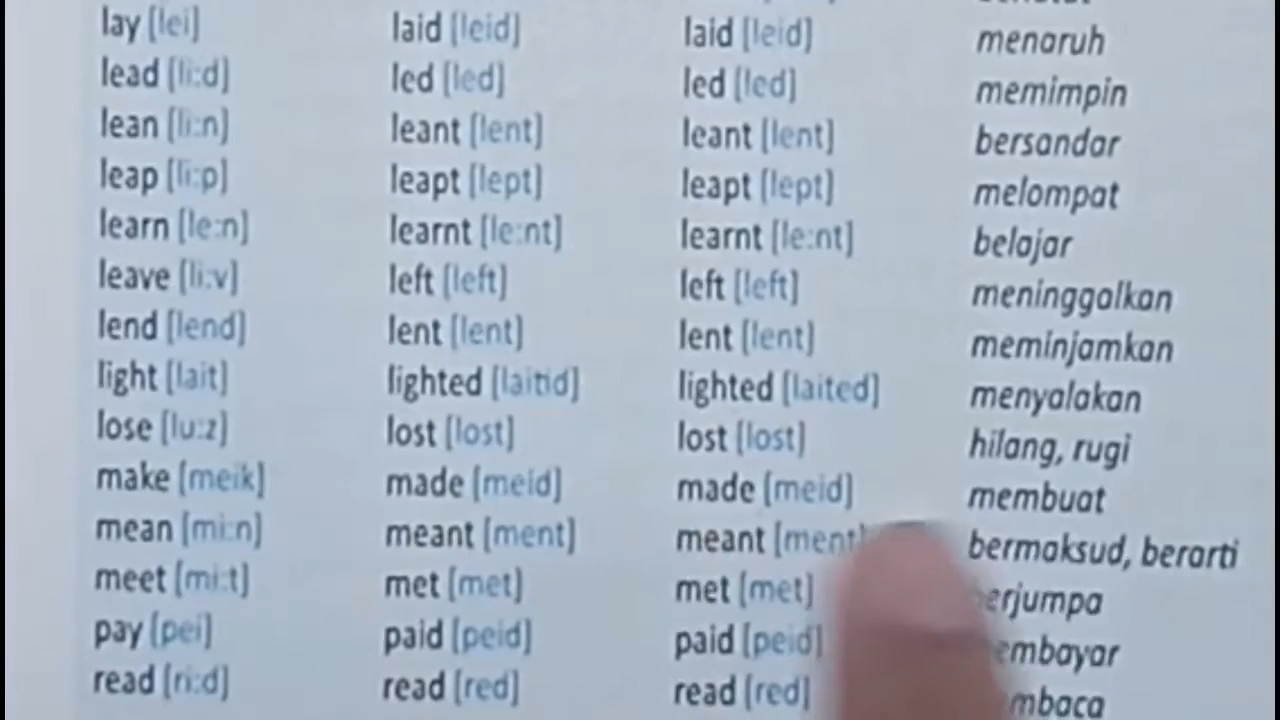 lay [lei] laid [leid] laid [leid] menaruh
lead [li:d] led [led] led [led] memimpin
lean [li:n] leant [lent] leant [lent] bersandar
leap [li:p] leapt [lept] leapt [lept] melompat
learn [le:n] learnt [le:nt] learnt [le:nt] belajar
leave [li:v] left [left] left [left] meninggalkan
lend [lend] lent [lent] lent [lent] meminjamkan
light [lait] lighted [laitid] lighted [laited] menyalakan
lose [lu:z] lost [lost] lost [lost] hilang, rugi
make [meik] made [meid] made [meid] membuat
mean [mi:n] meant [ment] meant [ment] bermaksud, berarti
meet [mi:t] met [met] met [met] erjumpa
pay [pei] paid [peid] paid [peid] embayar
read [ri:d] read [red] read [red] mbaca